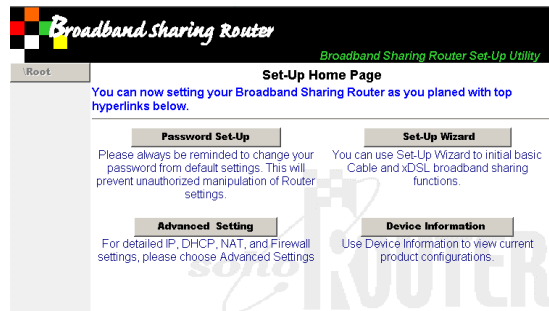 Broadband Sharing Router
Broadband Sharing Router Set-Up Utility
\Root
Set-Up Home Page
You can now setting your Broadband Sharing Router as you planed with top
hyperlinks below.
Password Set-Up
Please always be reminded to change your
password from default settings. This will
prevent unauthorized manipulation of Router
settings.
Set-Up Wizard
You can use Set-Up Wizard to initial basic
Cable and xDSL broadband sharing
functions.
Advanced Setting
For detailed IP, DHCP, NAT, and Firewall
settings, please choose Advanced Settings
Device Information
Use Device Information to view current
product configurations.
SOHO
ROUTER